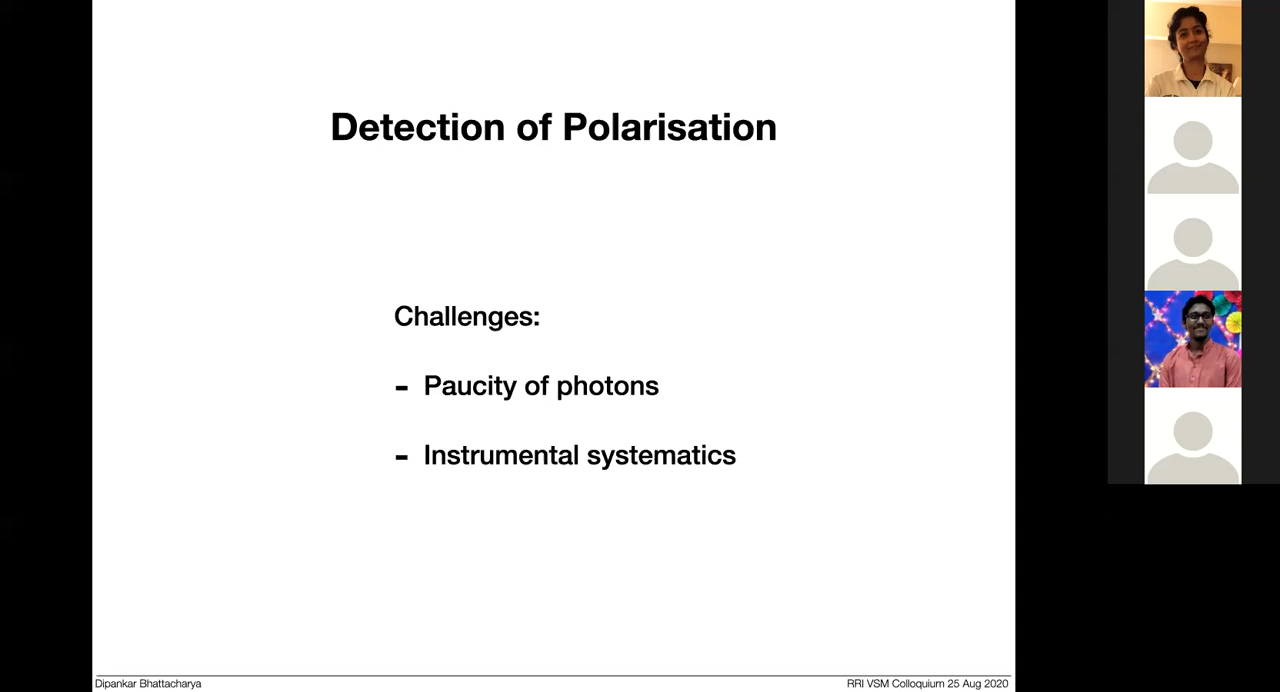 Detection of Polarisation
Challenges:
- Paucity of photons
- Instrumental systematics
Dipankar Bhattacharya
RRI VSM Colloquium 25 Aug 2020